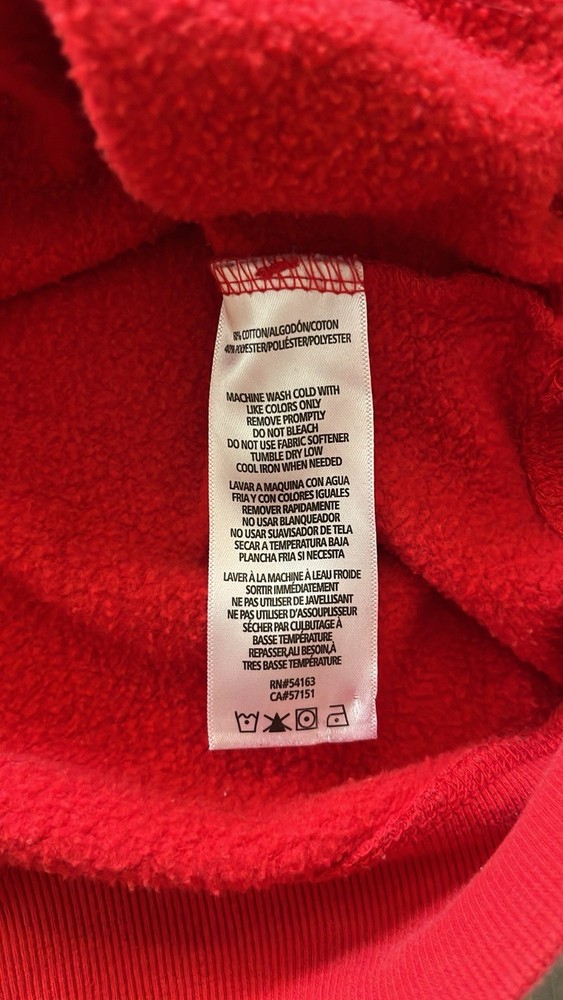 COTTON/ALGODÓN/COTON
40% POLYESTER/POLIÉSTER/POLYESTER
MACHINE WASH COLD WITH
LIKE COLORS ONLY
REMOVE PROMPTLY
DO NOT BLEACH
DO NOT USE FABRIC SOFTENER
TUMBLE DRY LOW
COOL IRON WHEN NEEDED
LAVAR A MAQUINA CON AGUA
FRIA Y CON COLORES IGUALES
REMOVER RAPIDAMENTE
NO USAR BLANQUEADOR
NO USAR SUAVISADOR DE TELA
SECAR A TEMPERATURA BAJA
PLANCHA FRIA SI NECESITA
LAVER À LA MACHINE À LEAU FROIDE
SORTIR IMMÉDIATEMENT
NE PAS UTILISER DE JAVELLISANT
NE PAS UTILISER D'ASSOUPLISSEUR
SÉCHER PAR CULBUTAGE À
BASSE TEMPÉRATURE
REPASSER,ALI BESOIN,À
TRES BASSE TEMPÉRATURE
RN#54163
CA#57151